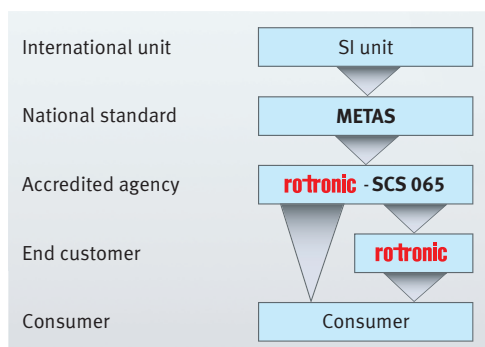 International unit SI unit
National standard METAS
Accredited agency rotronic - SCS 065
End customer rotronic
Consumer Consumer